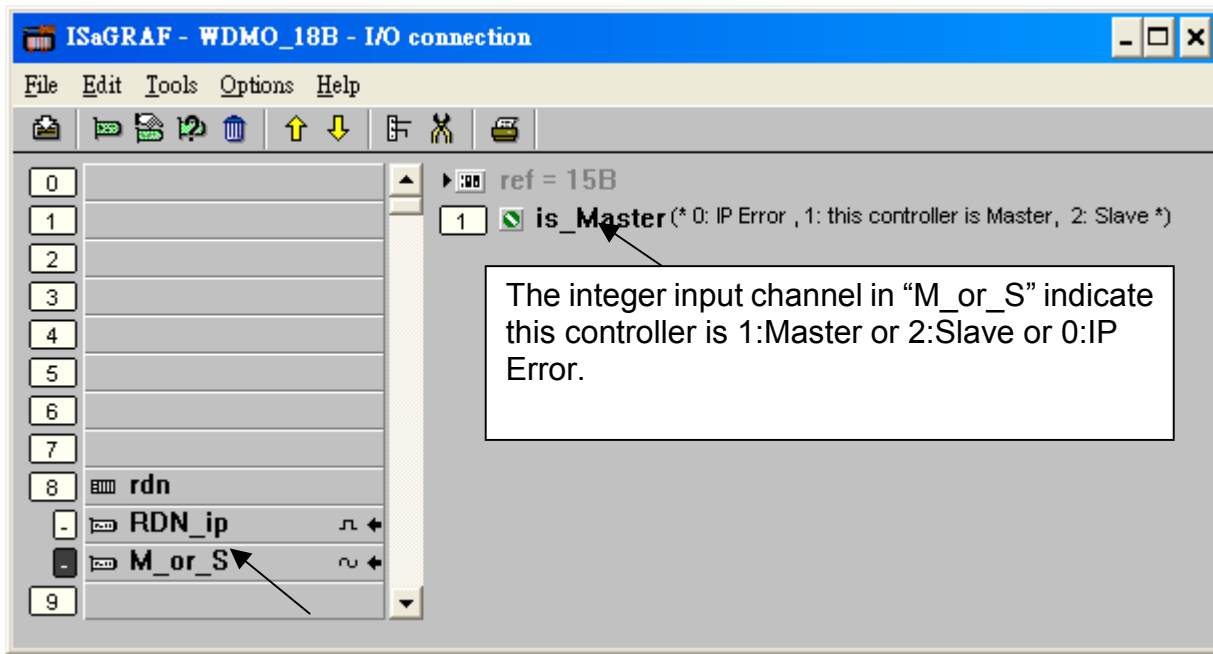 ISaGRAF - WDMO_18B - I/O connection
File Edit Tools Options Help
0
1
2
3
4
5
6
7
8 rdn
- RDN_ip
- M_or_S
9
ref = 15B
1 is_Master (* 0: IP Error , 1: this controller is Master, 2: Slave *)
The integer input channel in “M_or_S” indicate
this controller is 1:Master or 2:Slave or 0:IP
Error.